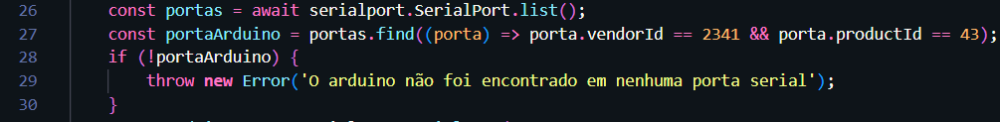 26 const portas = await serialport.SerialPort.list();
27 const portaArduino = portas.find((porta) => porta.vendorId == 2341 && porta.productId == 43);
28 if (!portaArduino) {
29 throw new Error('O arduino não foi encontrado em nenhuma porta serial');
30 }